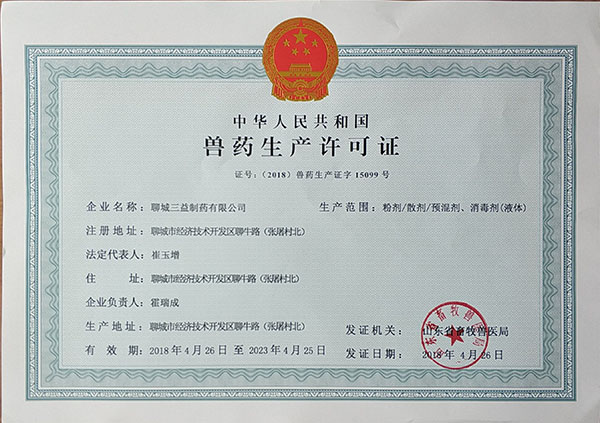 中华人民共和国
兽药生产许可证
证号:（2018）兽药生产证字 15099 号
企业名称: 聊城三益制药有限公司
生产范围: 粉剂/散剂/预混剂、消毒剂(液体)
注册地址: 聊城市经济技术开发区聊牛路（张屠村北）
法定代表人: 崔玉增
住 址: 聊城市经济技术开发区聊牛路（张屠村北）
企业负责人: 霍瑞成
生产地址: 聊城市经济技术开发区聊牛路（张屠村北）
发证机关: 山东省畜牧兽医局
有 效 期: 2018 年 4 月 26 日 至 2023 年 4 月 25 日
发证日期: 2018 年 4 月 26 日
山东省畜牧兽医局